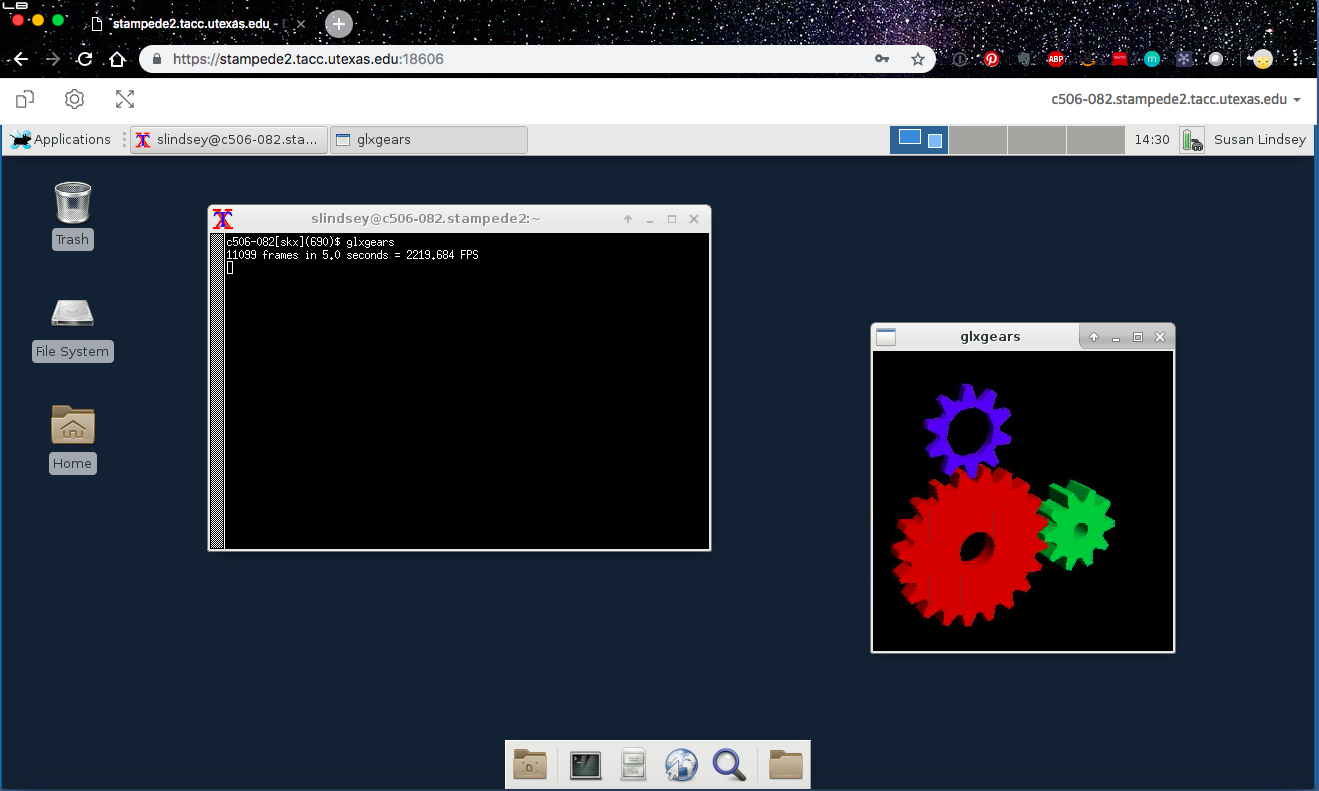 stampede2.tacc.utexas.edu -
https://stampede2.tacc.utexas.edu:18606
ABP
m
c506-082.stampede2.tacc.utexas.edu
Applications
slindsey@c506-082.sta...
glxgears
14:30
Susan Lindsey
Trash
File System
Home
slindsey@c506-082.stampede2:~
c506-082[skx](690)$ glxgears
11099 frames in 5.0 seconds = 2219.684 FPS
glxgears